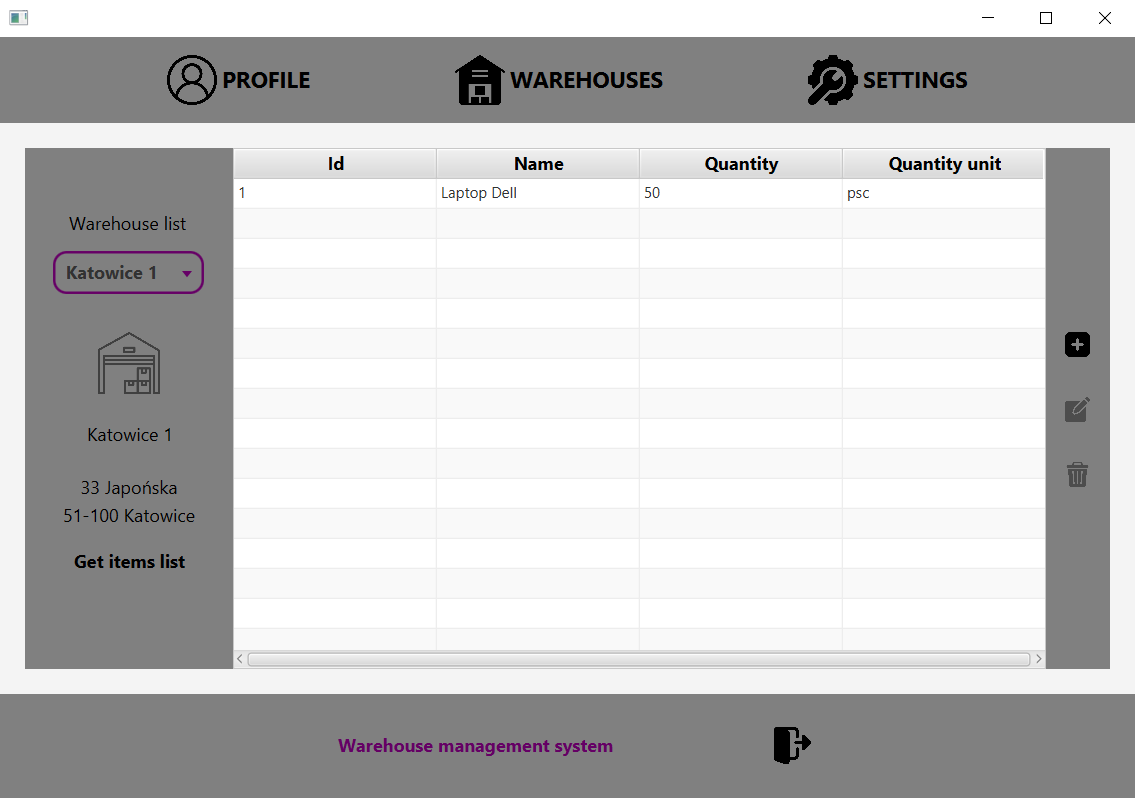 PROFILE
WAREHOUSES
SETTINGS
Warehouse list
Katowice 1
Katowice 1
33 Japońska
51-100 Katowice
Get items list
Id Name Quantity Quantity unit
1 Laptop Dell 50 psc
Warehouse management system